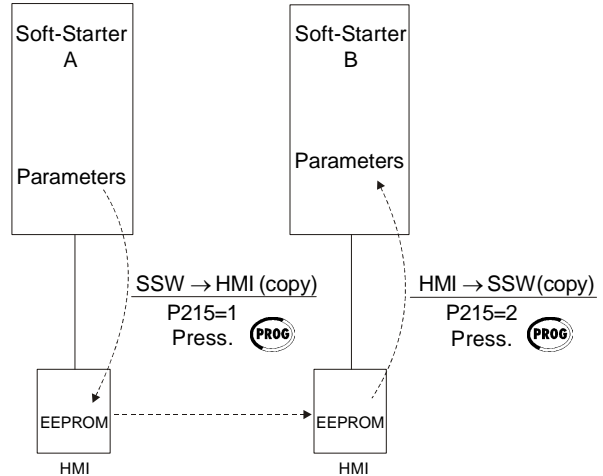 Soft-Starter
A
Parameters
SSW → HMI (copy)
P215=1
Press. PROG
EEPROM
HMI
Soft-Starter
B
Parameters
HMI → SSW(copy)
P215=2
Press. PROG
EEPROM
HMI